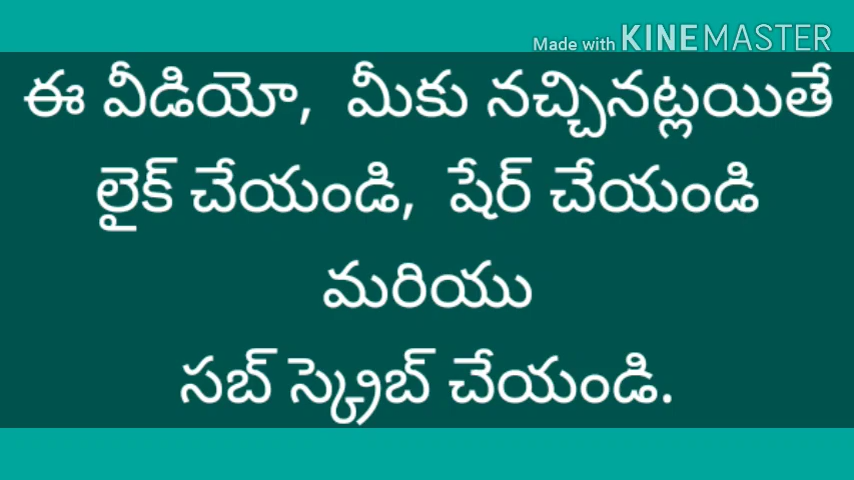 Made with KINEMASTER
ఈ వీడియో, మీకు నచ్చినట్లయితే
లైక్ చేయండి, షేర్ చేయండి
మరియు
సబ్ స్క్రైబ్ చేయండి.